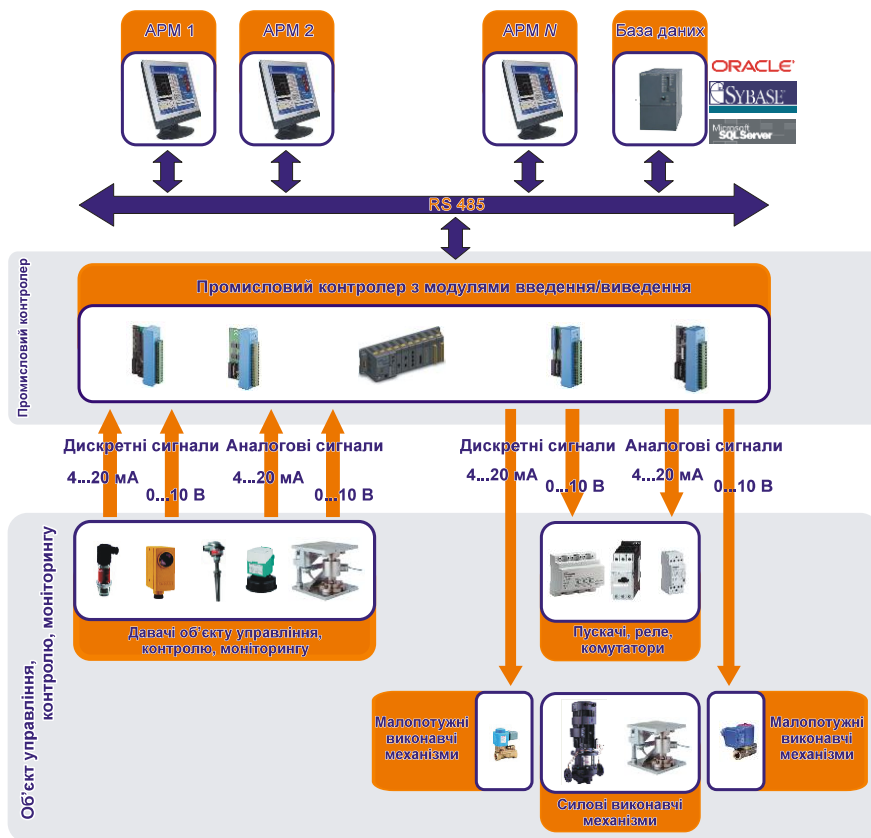 АРМ 1
АРМ 2
АРМ N
База даних
ORACLE
SYBASE
Microsoft
SQL Server
RS 485
Промисловий контролер
Промисловий контролер з модулями введення/виведення
Дискретні сигнали
4...20 мА
0...10 В
Аналогові сигнали
4...20 мА
0...10 В
Дискретні сигнали
4...20 мА
0...10 В
Аналогові сигнали
4...20 мА
0...10 В
Об'єкт управління,
контролю, моніторингу
Давачі об'єкту управління,
контролю, моніторингу
Пускачі, реле,
комутатори
Малопотужні
виконавчі
механізми
Силові виконавчі
механізми
Малопотужні
виконавчі
механізми